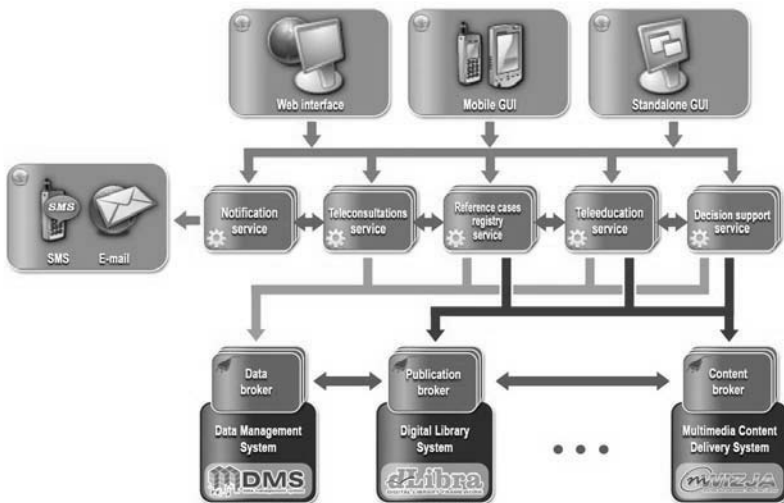 Web interface
Mobile GUI
Standalone GUI
SMS
SMS
E-mail
Notification
service
Teleconsultations
service
Reference cases
registry
service
Teleeducation
service
Decision support
service
Data
broker
Publication
broker
Content
broker
Data Management
System
Digital Library
System
Multimedia Content
Delivery System
DMS
dLibra
mWIZJA